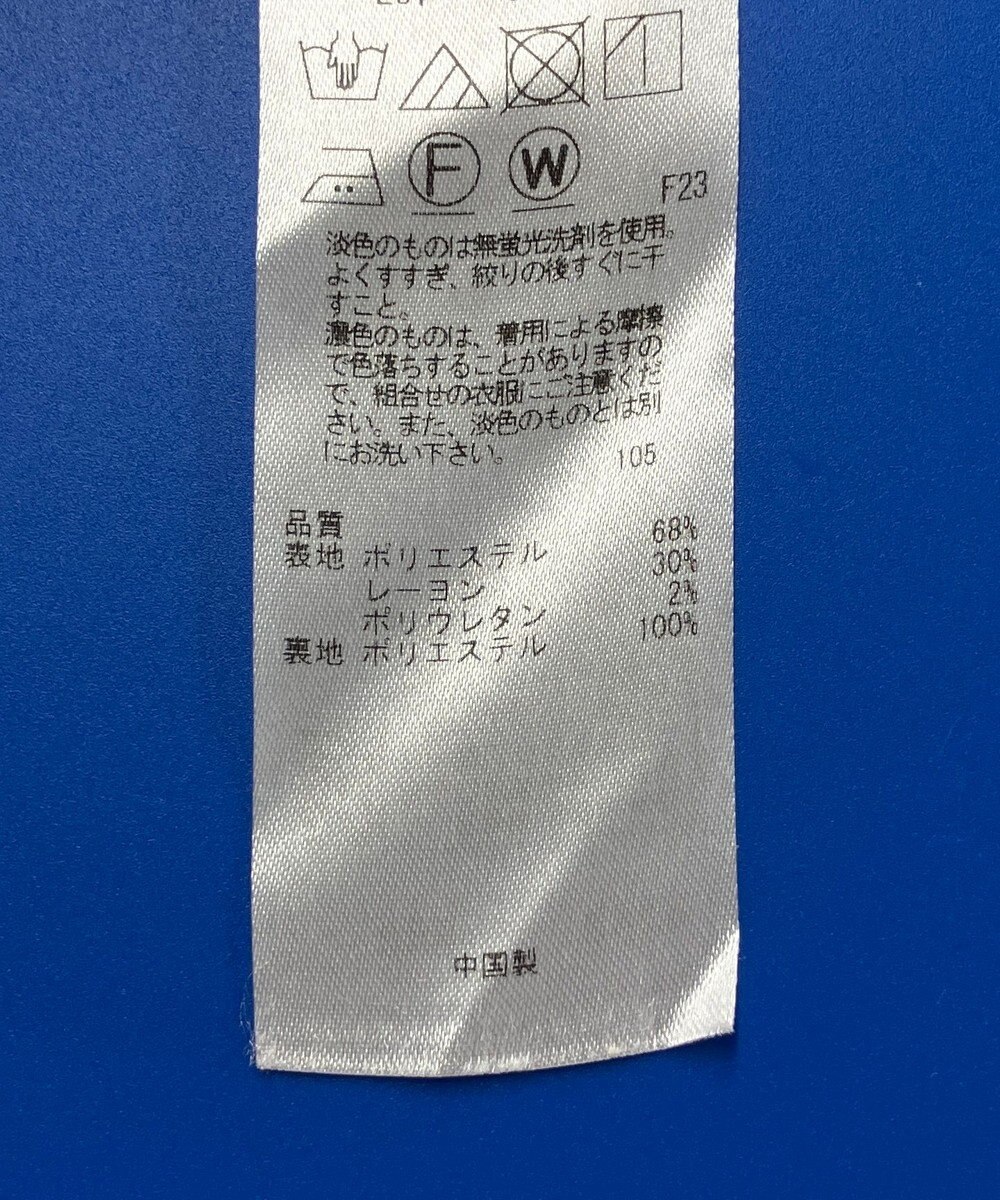 F
W
F23
淡色のものは無蛍光洗剤を使用。
よくすすぎ、絞りの後すぐに干
すこと。
濃色のものは、着用による摩擦
で色落ちすることがありますの
で、組合せの衣服にご注意くだ
さい。また、淡色のものとは別
にお洗い下さい。 105
品質
表地 ポリエステル 68%
レーヨン 30%
ポリウレタン 2%
裏地 ポリエステル 100%
中国製